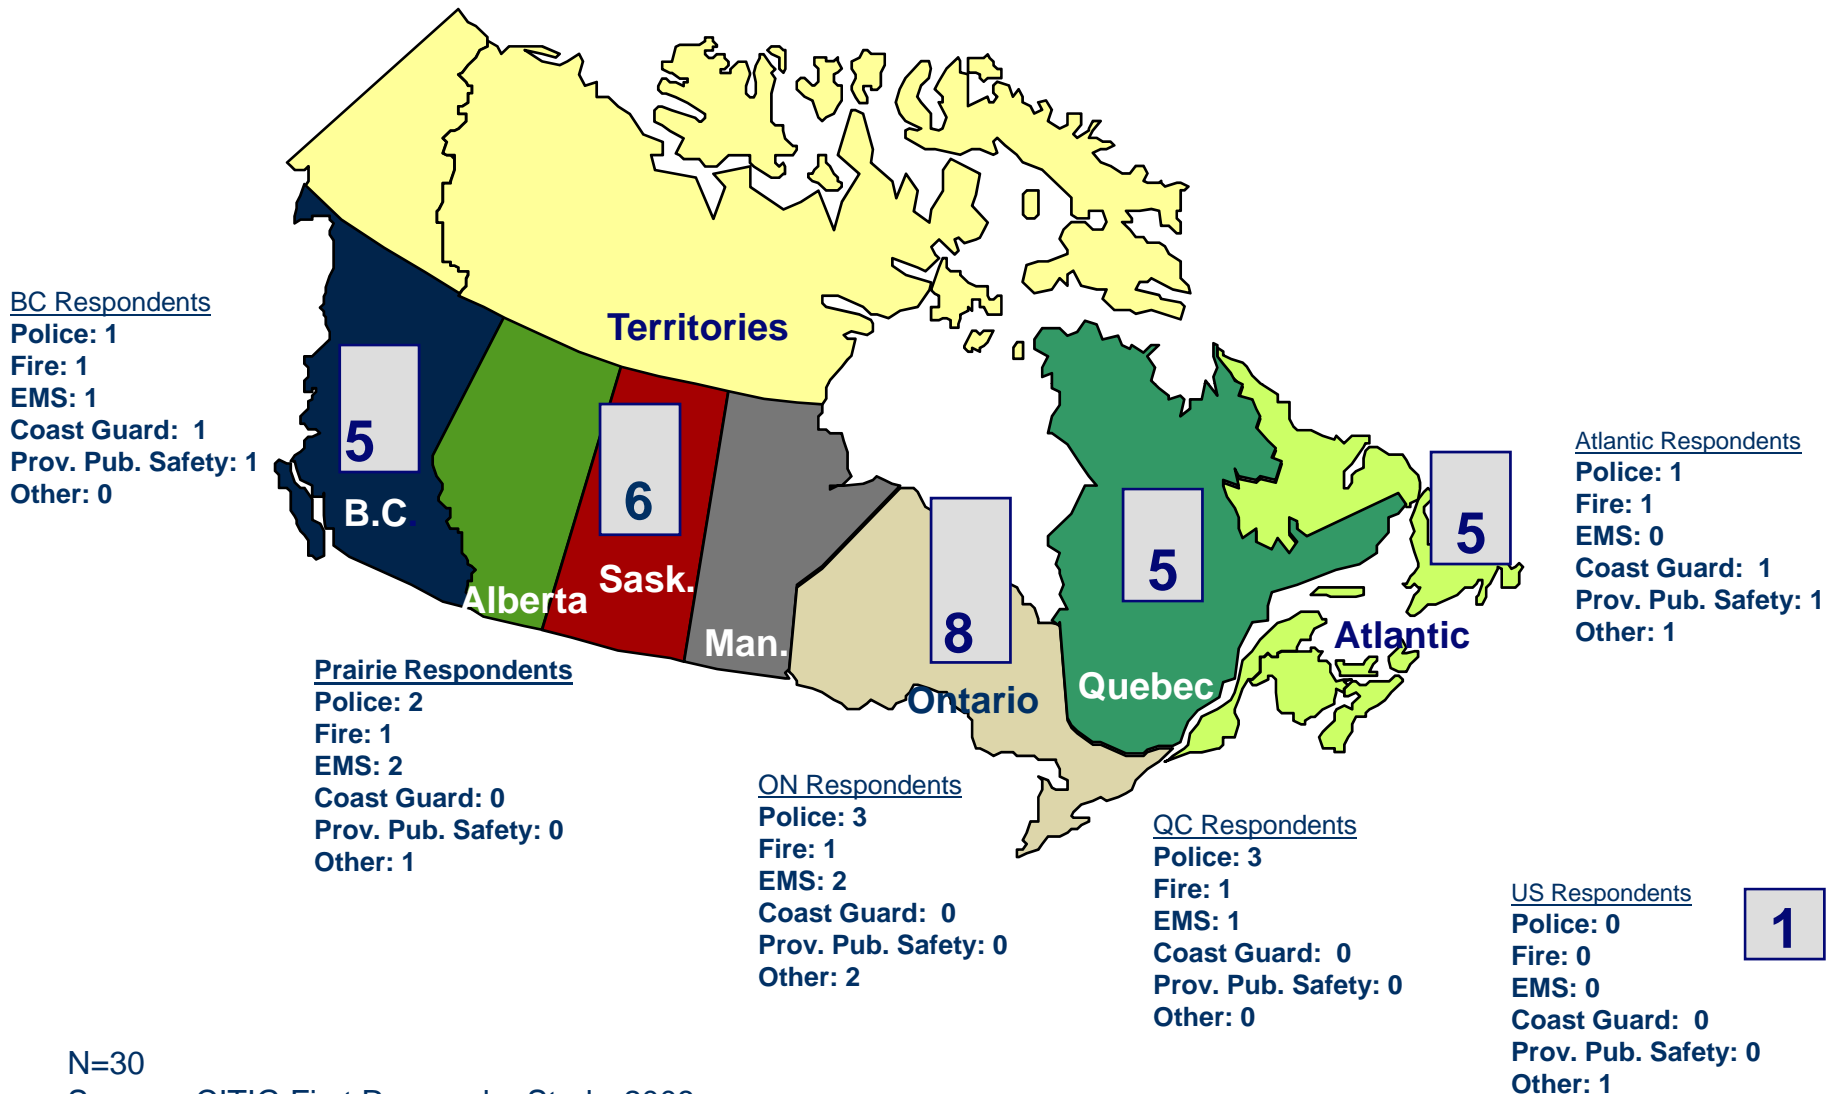 Territories
BC Respondents
Police: 1
Fire: 1
EMS: 1
Coast Guard:  1
Prov. Pub. Safety: 1
Other: 0
5
B.C.
Alberta
6
Sask.
Man.
8
Ontario
5
Quebec
5
Atlantic
Atlantic Respondents
Police: 1
Fire: 1
EMS: 0
Coast Guard:  1
Prov. Pub. Safety: 1
Other: 1
Prairie Respondents
Police: 2
Fire: 1
EMS: 2
Coast Guard: 0
Prov. Pub. Safety: 0
Other: 1
ON Respondents
Police: 3
Fire: 1
EMS: 2
Coast Guard:  0
Prov. Pub. Safety: 0
Other: 2
QC Respondents
Police: 3
Fire: 1
EMS: 1
Coast Guard:  0
Prov. Pub. Safety: 0
Other: 0
US Respondents
Police: 0
Fire: 0
EMS: 0
Coast Guard:  0
Prov. Pub. Safety: 0
Other: 1
1
N=30